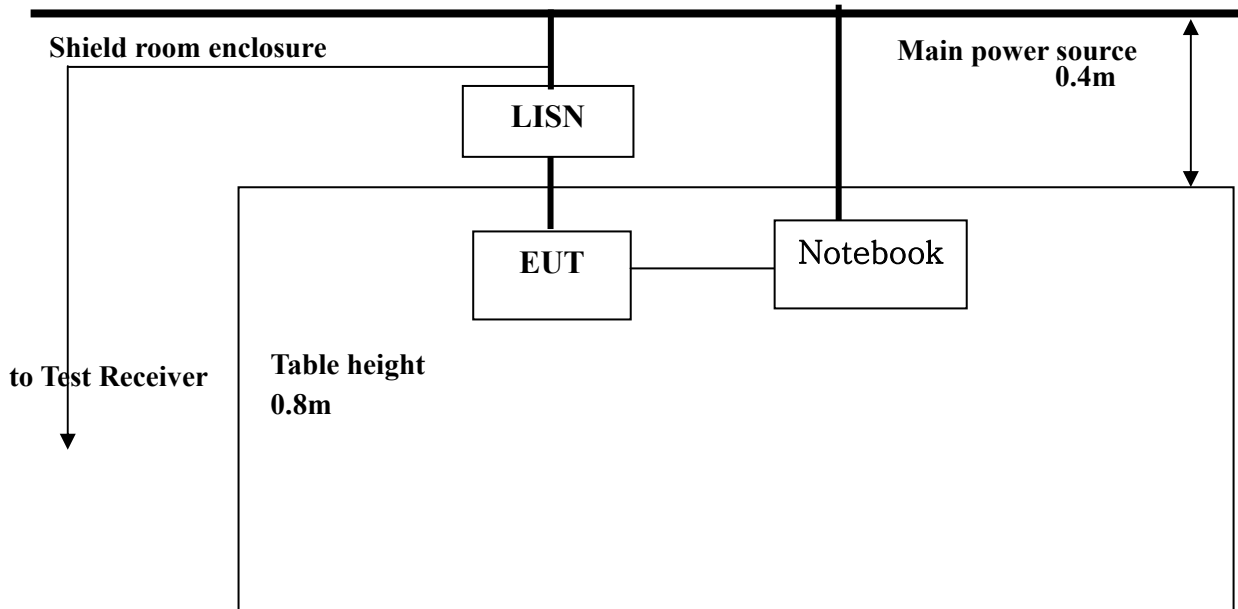 Shield room enclosure
Main power source
0.4m
LISN
EUT
Notebook
to Test Receiver
Table height
0.8m